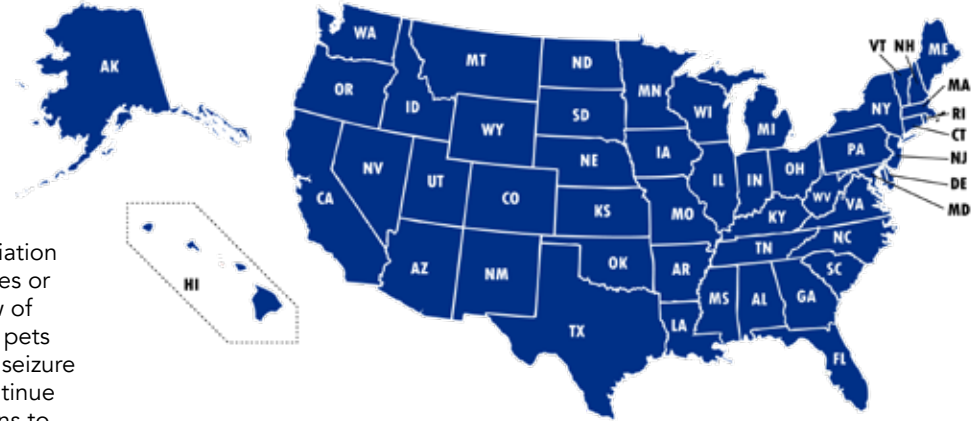 AK
HI
WA
OR
CA
ID
NV
MT
WY
UT
AZ
CO
NM
ND
SD
NE
KS
OK
TX
MN
IA
MO
AR
LA
WI
IL
MS
MI
IN
OH
KY
TN
AL
GA
FL
SC
NC
VA
WV
PA
NY
VT
NH
ME
MA
RI
CT
NJ
DE
MD
iation
es or
of
pets
seizure
tinue
ns to